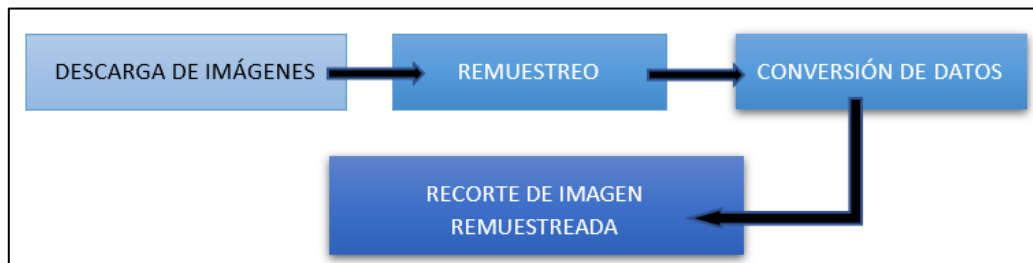 DESCARGA DE IMÁGENES
REMUESTREO
CONVERSIÓN DE DATOS
RECORTE DE IMAGEN
REMUESTREADA